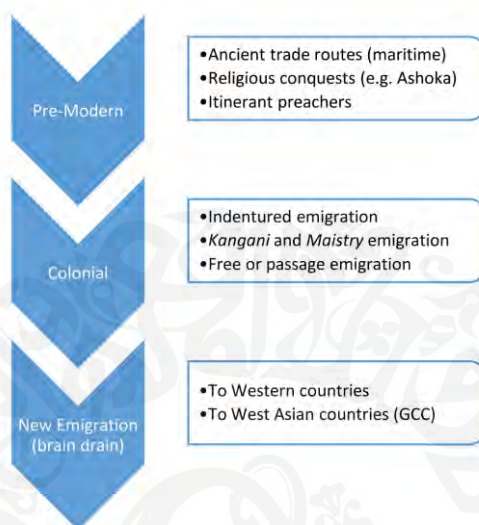 Pre-Modern
•Ancient trade routes (maritime)
•Religious conquests (e.g. Ashoka)
•Itinerant preachers
Colonial
•Indentured emigration
•Kangani and Maistry emigration
•Free or passage emigration
New Emigration
(brain drain)
•To Western countries
•To West Asian countries (GCC)